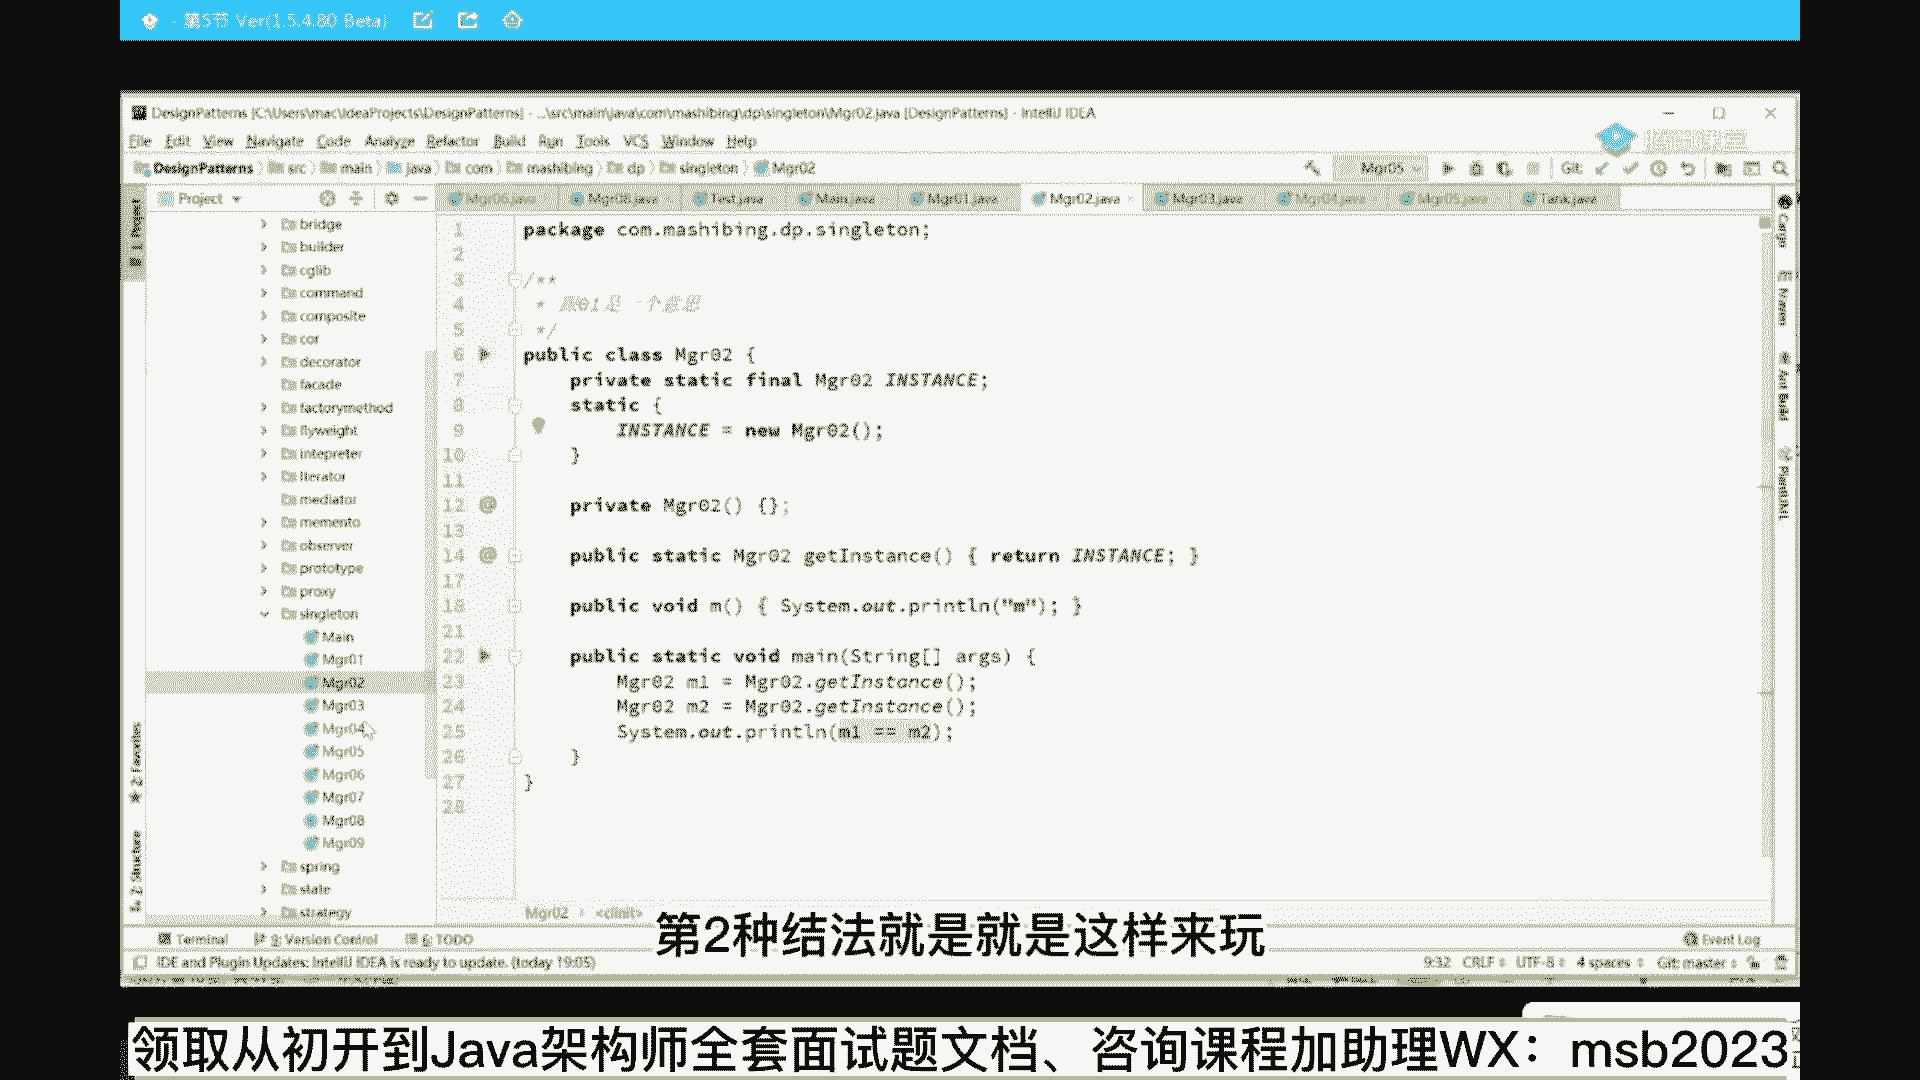 - 第5节 Ver(1.5.4.80 Beta)
DesignPatterns [C:\Users\mac\IdeaProjects\DesignPatterns] - ...\src\main\java\com\mashibing\dp\singleton\Mgr02.java [DesignPatterns] - IntelliJ IDEA
File Edit View Navigate Code Analyze Refactor Build Run Tools VCS Window Help
DesignPatterns src main java com mashibing dp singleton Mgr02
Mgr05
Git:
Project
Mgr06.java Mgr08.java Test.java Main.java Mgr01.java Mgr02.java Mgr03.java Mgr04.java Mgr05.java Tank.java
1: Project
bridge
builder
cglib
command
composite
cor
decorator
facade
factorymethod
flyweight
intepreter
iterator
mediator
memento
observer
prototype
proxy
singleton
Main
Mgr01
Mgr02
Mgr03
Mgr04
Mgr05
Mgr06
Mgr07
Mgr08
Mgr09
spring
state
strategy
2: Favorites
7: Structure
1 package com.mashibing.dp.singleton;
2
3 /**
4 * 跟01是一个意思
5 */
6 public class Mgr02 {
7 private static final Mgr02 INSTANCE;
8 static {
9 INSTANCE = new Mgr02();
10 }
11
12 private Mgr02() {};
13
14 public static Mgr02 getInstance() { return INSTANCE; }
17
18 public void m() { System.out.println("m"); }
21
22 public static void main(String[] args) {
23 Mgr02 m1 = Mgr02.getInstance();
24 Mgr02 m2 = Mgr02.getInstance();
25 System.out.println(m1 == m2);
26 }
27 }
28
Mgr02 <clinit>
Cargo
Maven
Ant Build
PlantUML
第2种结法就是就是这样来玩
Terminal 9: Version Control 6: TODO
Event Log
IDE and Plugin Updates: IntelliJ IDEA is ready to update. (today 19:05)
9:32 CRLF UTF-8 4 spaces Git: master
领取从初开到Java架构师全套面试题文档、咨询课程加助理WX：msb2023